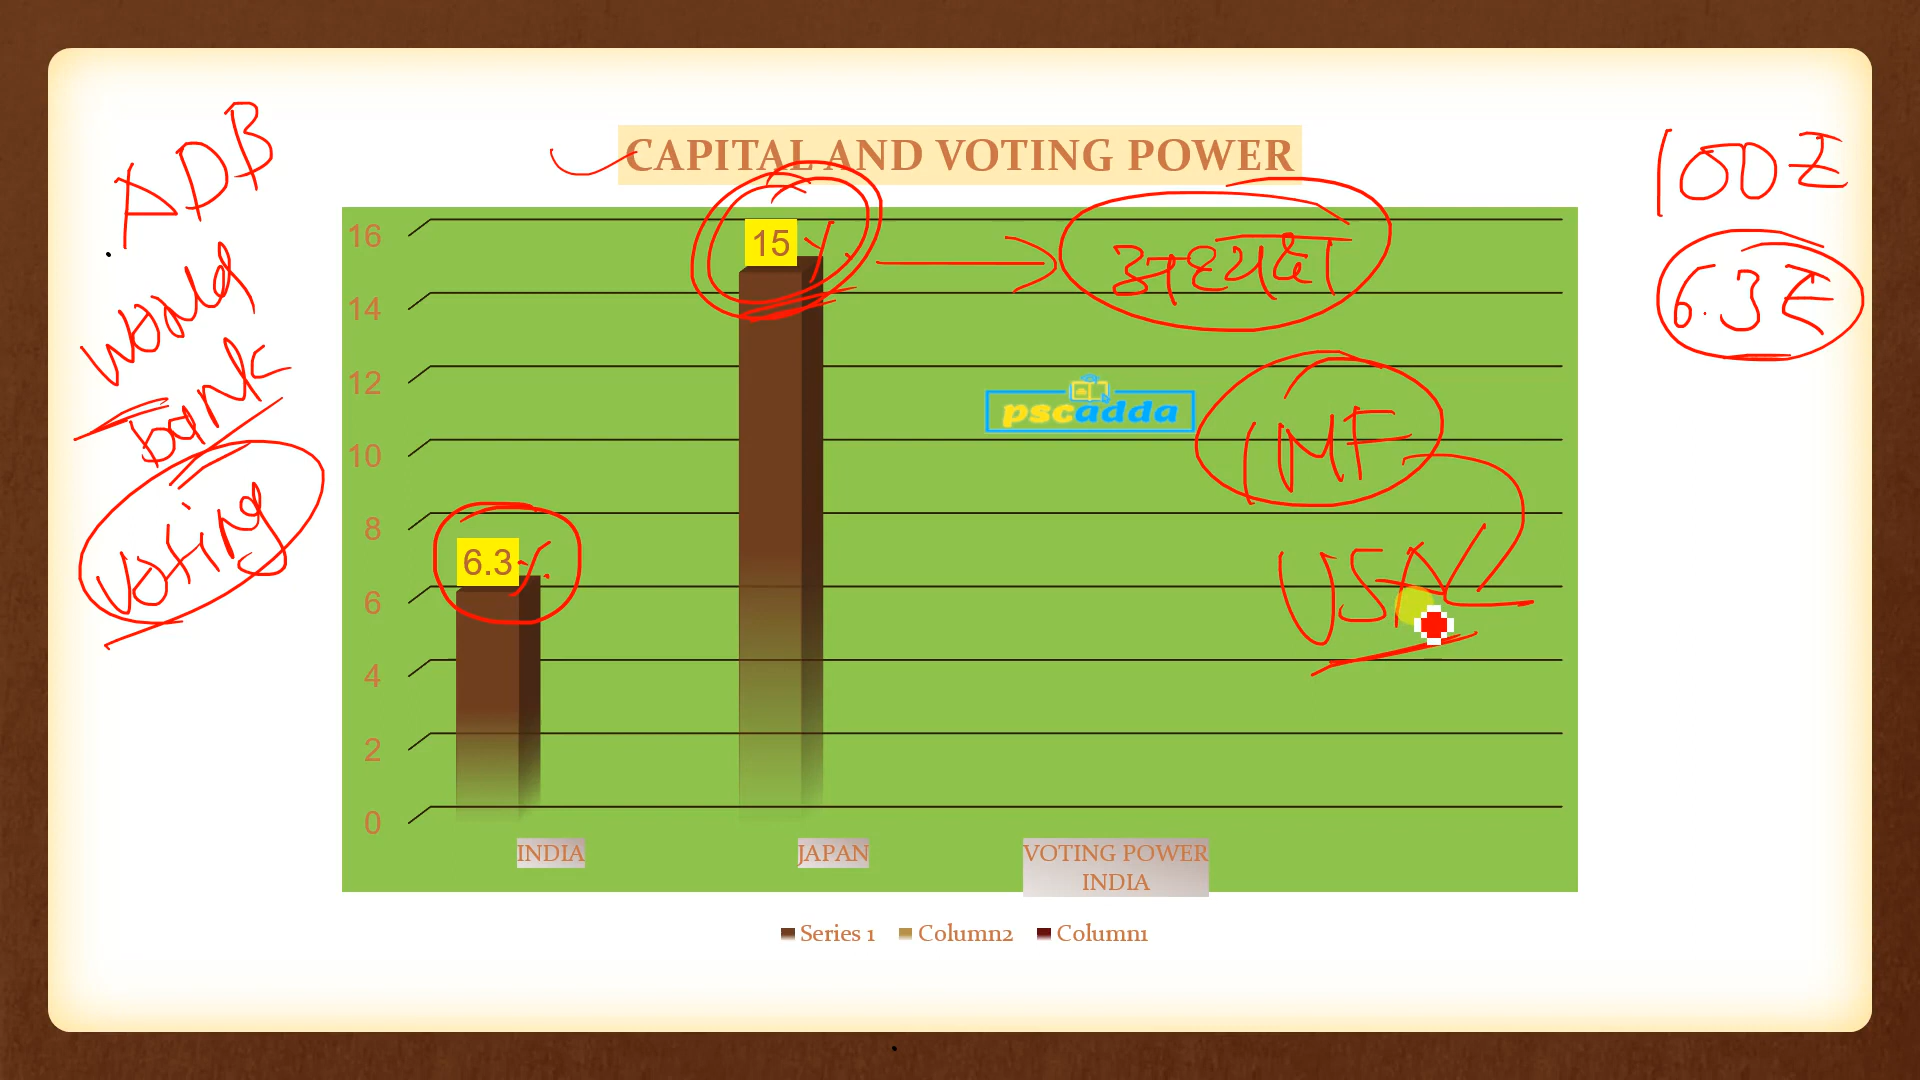 CAPITAL AND VOTING POWER
ADB
World
Bank
Voting
100₹
6.3₹
16
14
12
10
8
6
4
2
0
15 %
6.3 %
अध्यक्ष
pscadda
IMF
USA
INDIA
JAPAN
VOTING POWER
INDIA
Series 1
Column2
Column1